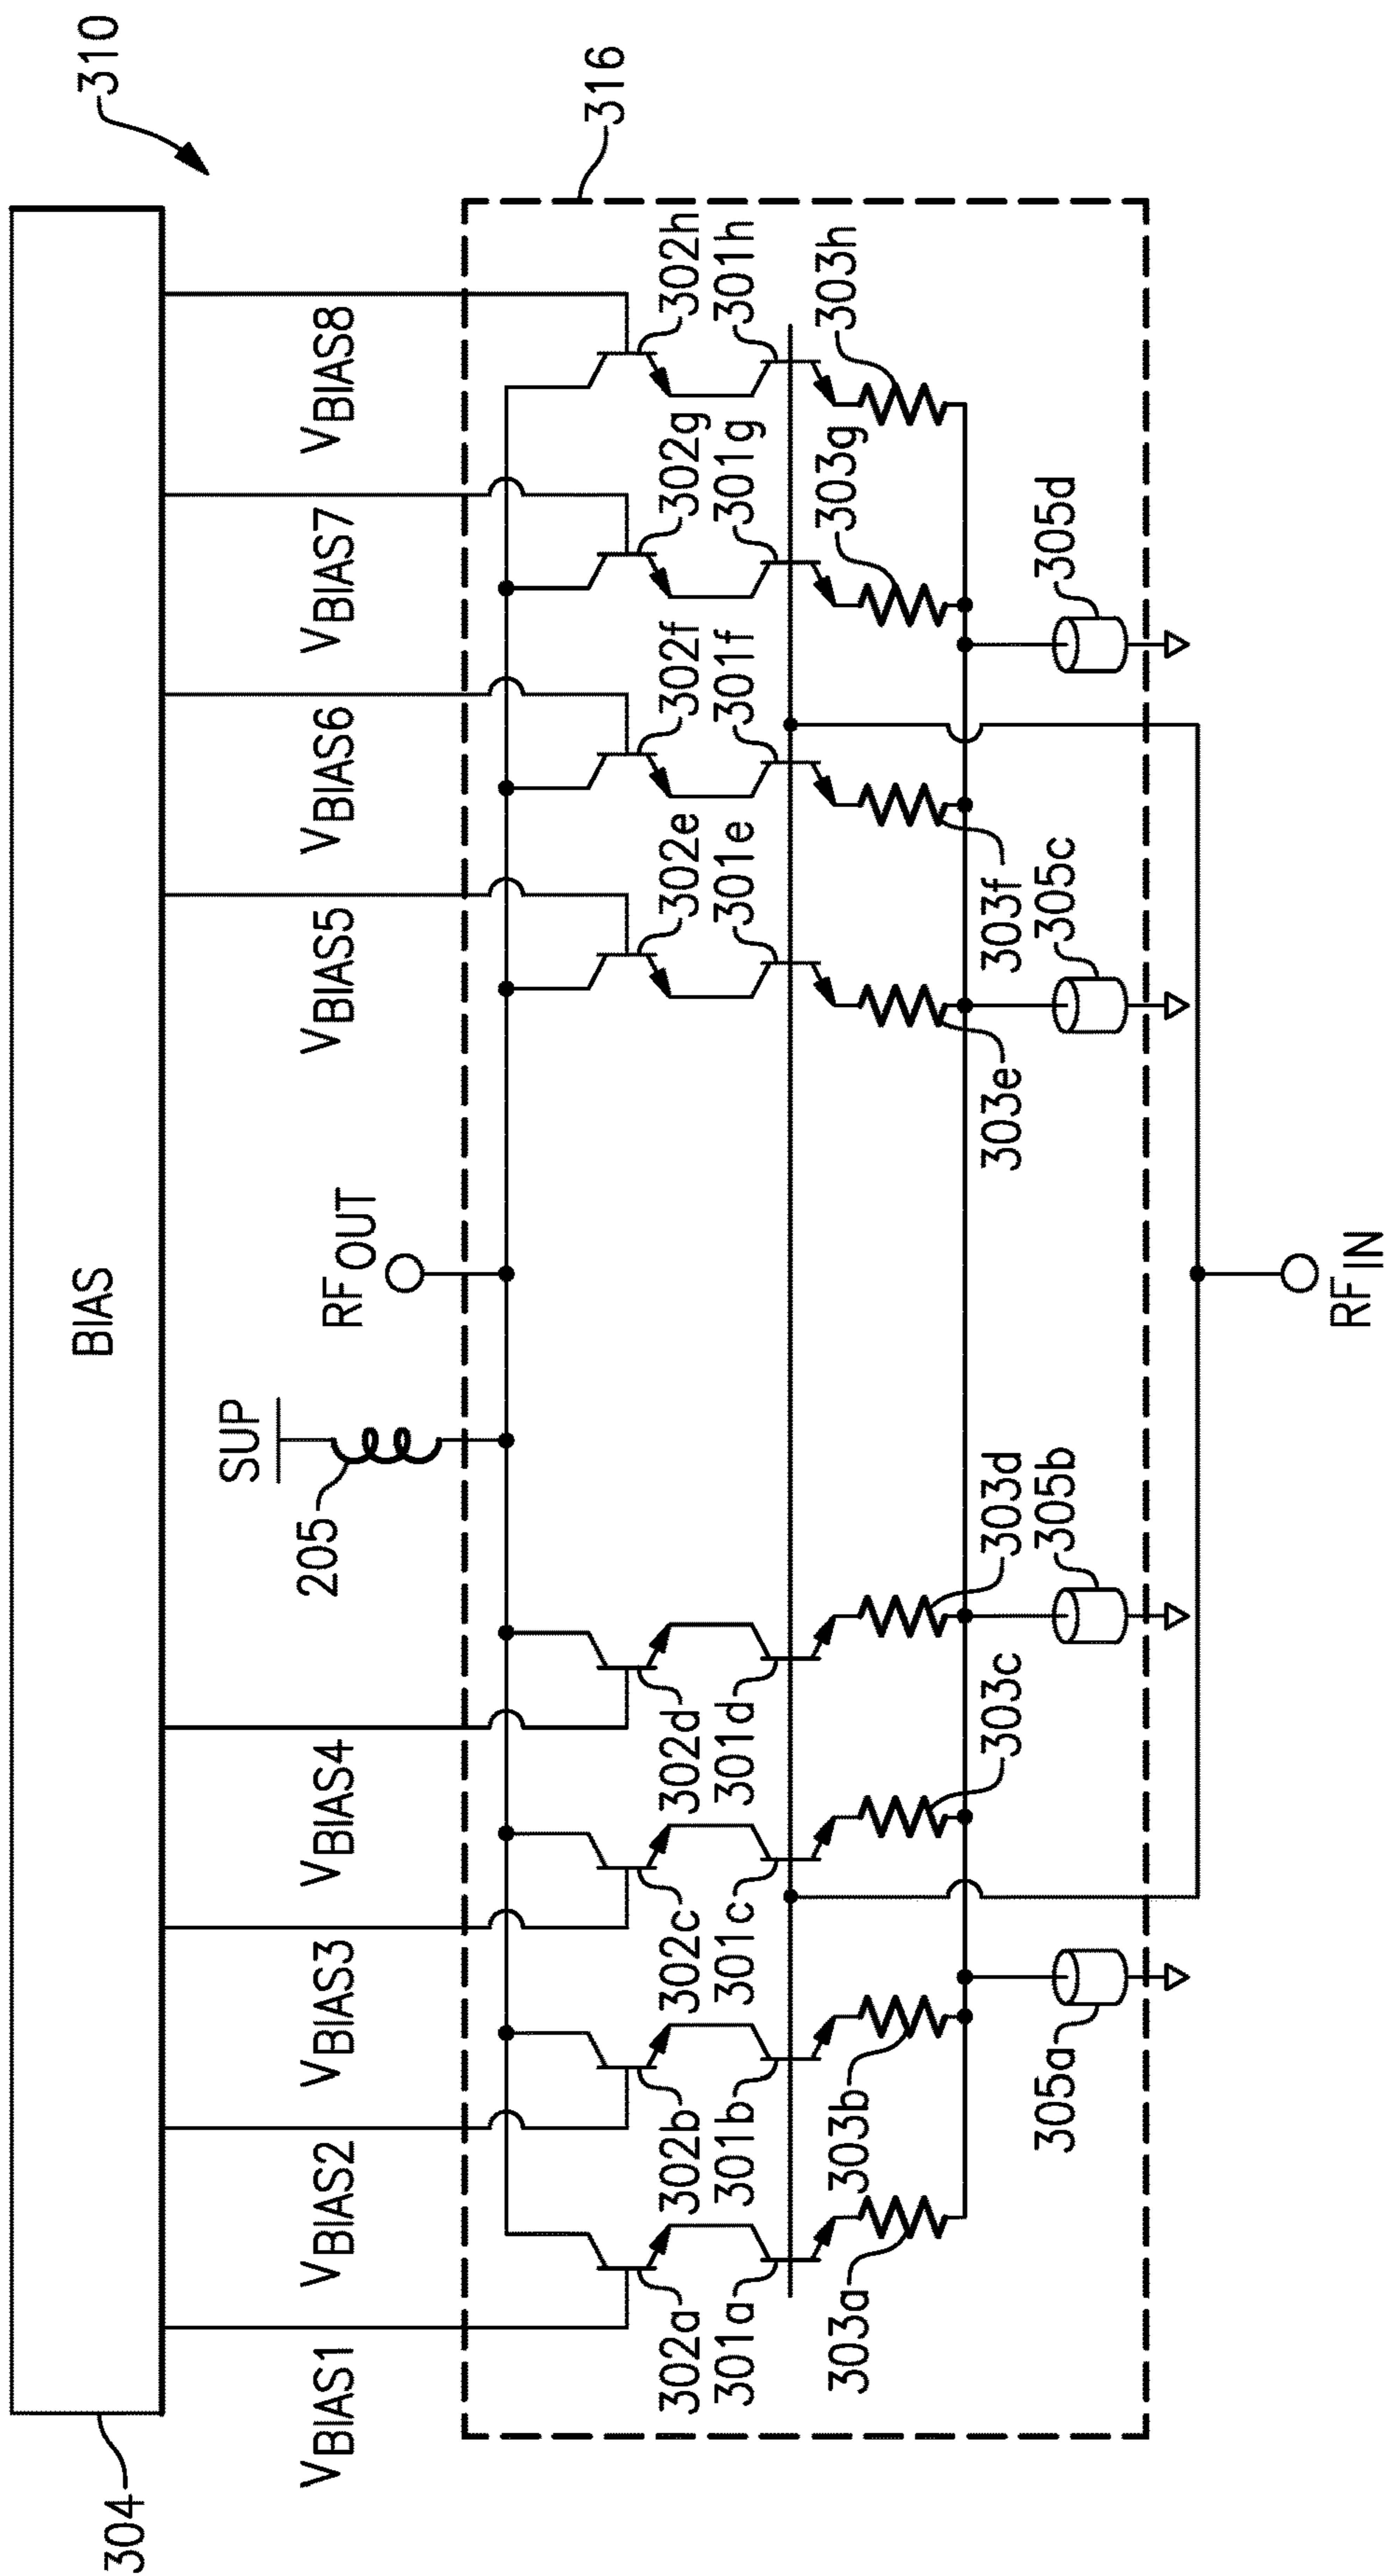 310
304
BIAS
316
VBIAS1
VBIAS2
VBIAS3
VBIAS4
VBIAS5
VBIAS6
VBIAS7
VBIAS8
SUP
205
RFOUT
302a
302b
302c
302d
302e
302f
302g
302h
301a
301b
301c
301d
301e
301f
301g
301h
303a
303b
303c
303d
303e
303f
303g
303h
305a
305b
305c
305d
RFIN